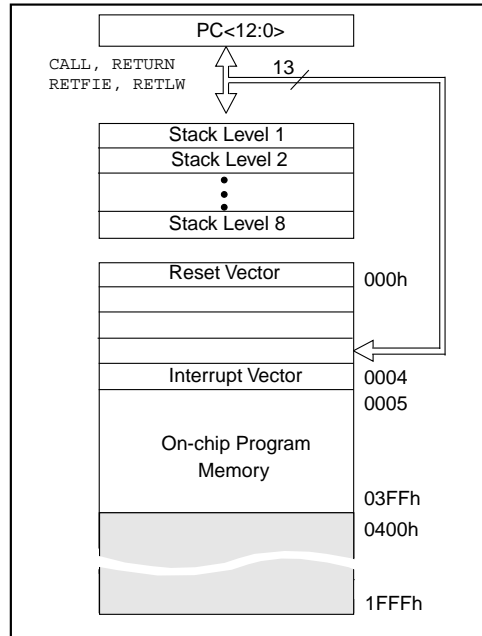 PC<12:0>
CALL, RETURN
RETFIE, RETLW
13
Stack Level 1
Stack Level 2
Stack Level 8
Reset Vector
000h
Interrupt Vector
0004
0005
On-chip Program
Memory
03FFh
0400h
1FFFh